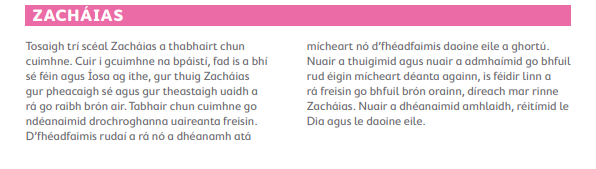 ZACHÁIAS
Tosaigh trí scéal Zacháias a thabhairt chun
cuimhne. Cuir i gcuimhne na bpáistí, fad is a bhí
sé féin agus Íosa ag ithe, gur thuig Zacháias
gur pheacaigh sé agus gur theastaigh uaidh a
rá go raibh brón air. Tabhair chun cuimhne go
ndéanaimid drochroghanna uaireanta freisin.
D’fhéadfaimis rudaí a rá nó a dhéanamh atá
mícheart nó d’fhéadfaimis daoine eile a ghortú.
Nuair a thuigimid agus nuair a admhaímid go bhfuil
rud éigin mícheart déanta againn, is féidir linn a
rá freisin go bhfuil brón orainn, díreach mar rinne
Zacháias. Nuair a dhéanaimid amhlaidh, réitímid le
Dia agus le daoine eile.